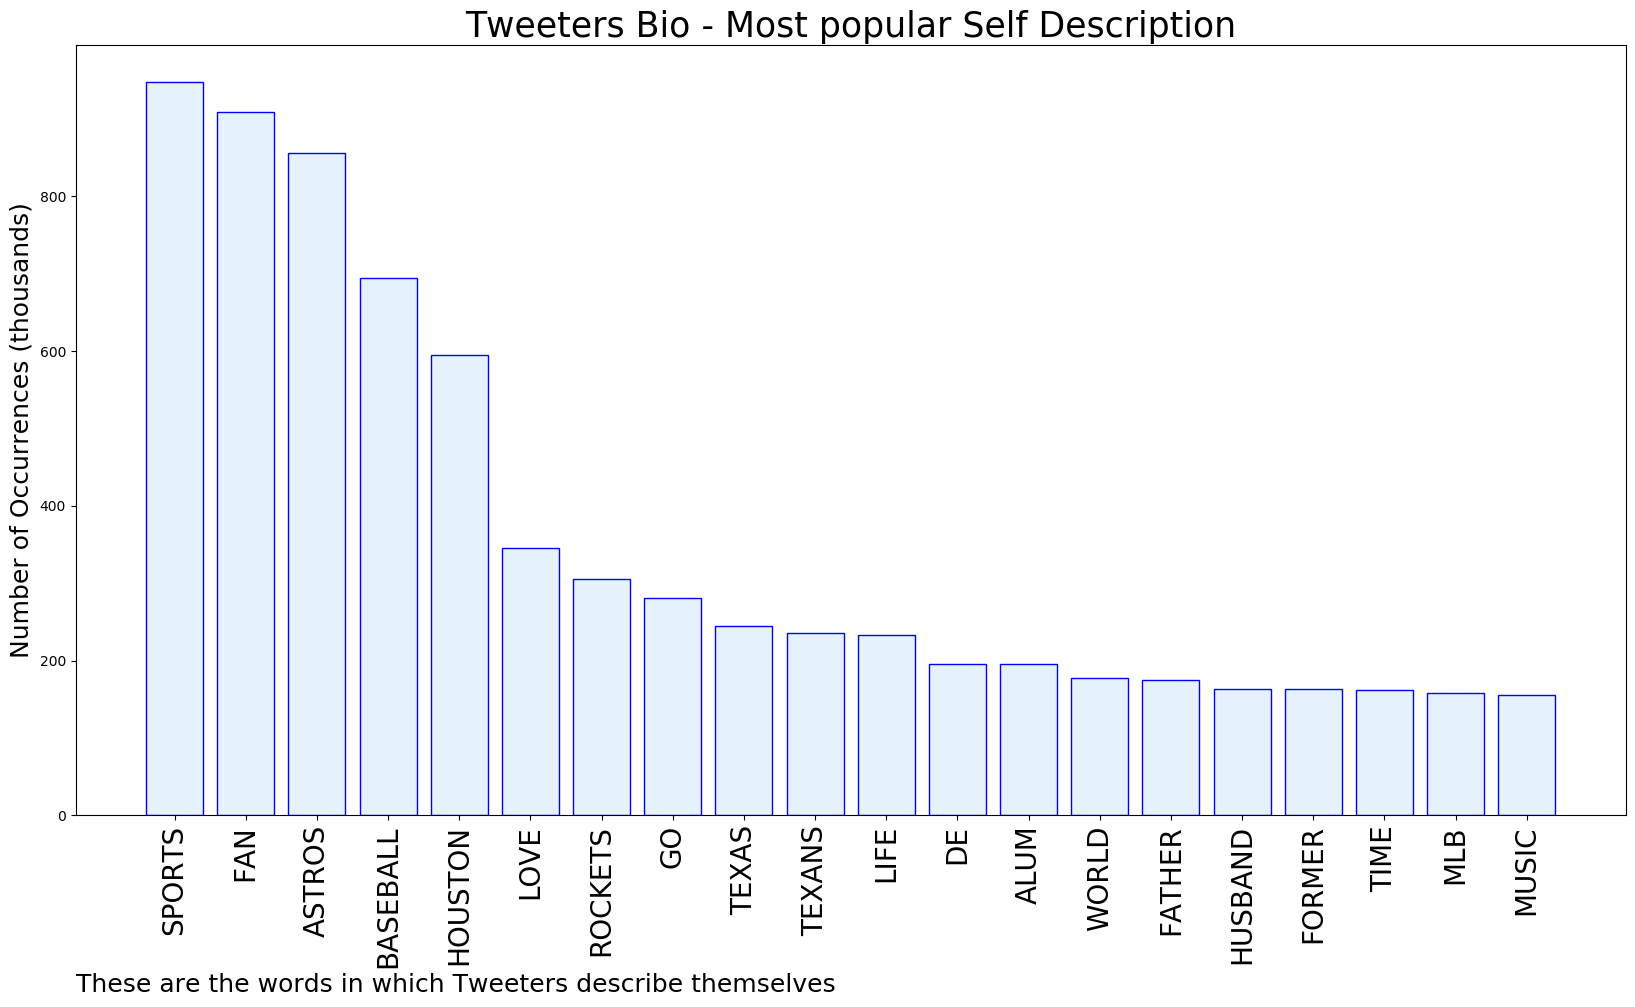 Tweeters Bio - Most popular Self Description
Number of Occurrences (thousands)
800
600
400
200
0
SPORTS
FAN
ASTROS
BASEBALL
HOUSTON
LOVE
ROCKETS
GO
TEXAS
TEXANS
LIFE
DE
ALUM
WORLD
FATHER
HUSBAND
FORMER
TIME
MLB
MUSIC
These are the words in which Tweeters describe themselves